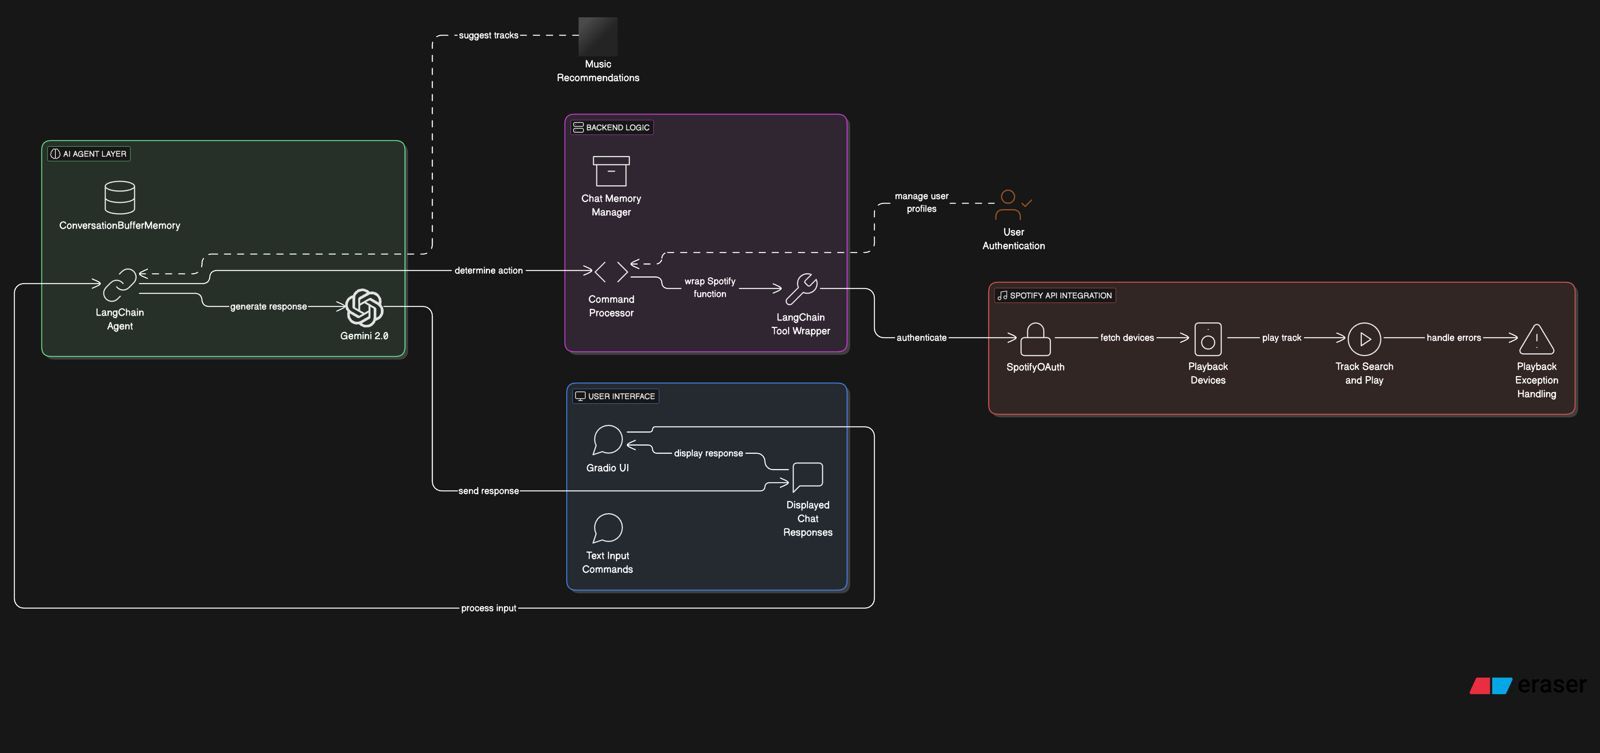 suggest tracks
Music
Recommendations
BACKEND LOGIC
AI AGENT LAYER
Chat Memory
Manager
ConversationBufferMemory
manage user
profiles
User
Authentication
determine action
wrap Spotify
function
Command
Processor
LangChain
Tool Wrapper
generate response
LangChain
Agent
Gemini 2.0
SPOTIFY API INTEGRATION
authenticate
SpotifyOAuth
fetch devices
Playback
Devices
play track
Track Search
and Play
handle errors
Playback
Exception
Handling
USER INTERFACE
Gradio UI
display response
send response
Displayed
Chat
Responses
Text Input
Commands
process input
eraser